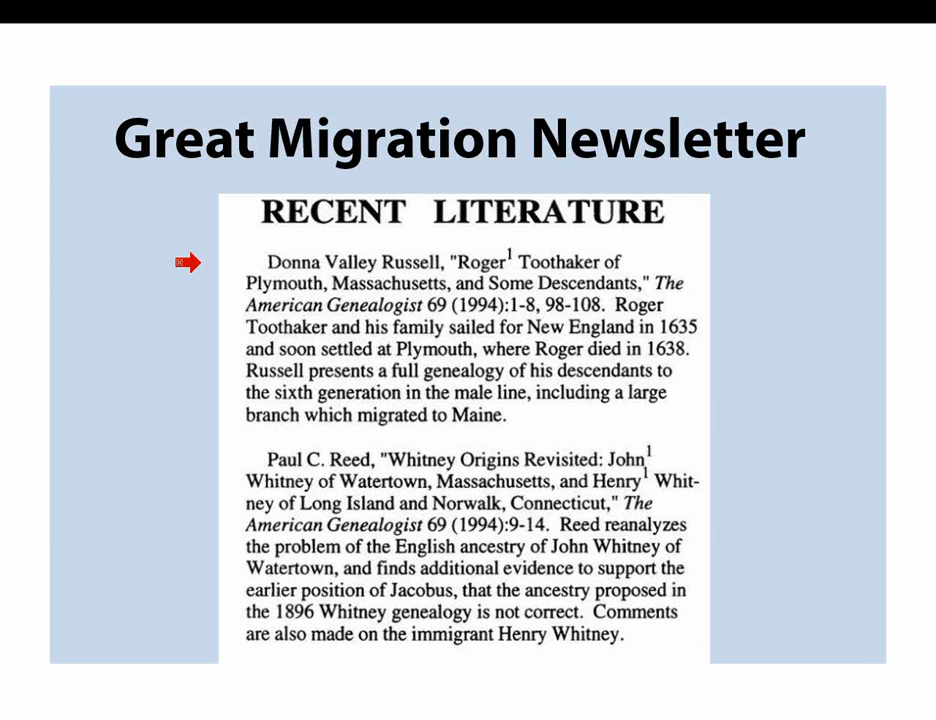 Great Migration Newsletter
RECENT LITERATURE
Donna Valley Russell, "Roger¹ Toothaker of
Plymouth, Massachusetts, and Some Descendants," The
American Genealogist 69 (1994):1-8, 98-108. Roger
Toothaker and his family sailed for New England in 1635
and soon settled at Plymouth, where Roger died in 1638.
Russell presents a full genealogy of his descendants to
the sixth generation in the male line, including a large
branch which migrated to Maine.
Paul C. Reed, "Whitney Origins Revisited: John¹
Whitney of Watertown, Massachusetts, and Henry¹ Whit-
ney of Long Island and Norwalk, Connecticut," The
American Genealogist 69 (1994):9-14. Reed reanalyzes
the problem of the English ancestry of John Whitney of
Watertown, and finds additional evidence to support the
earlier position of Jacobus, that the ancestry proposed in
the 1896 Whitney genealogy is not correct. Comments
are also made on the immigrant Henry Whitney.